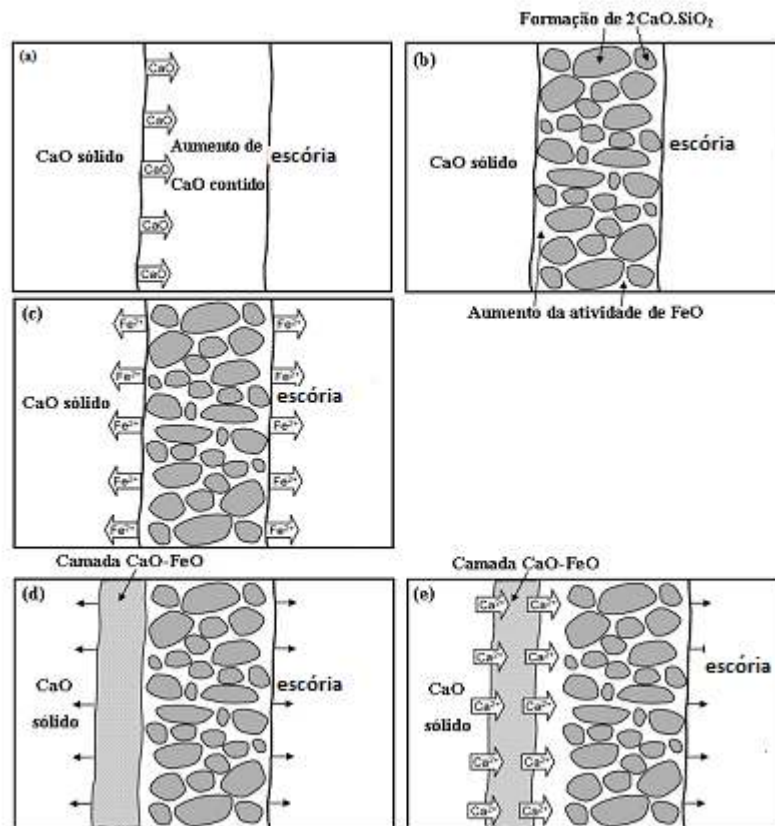 (a)
CaO
CaO
CaO
CaO
CaO
CaO sólido
Aumento de
CaO contido
escória
Formação de 2CaO.SiO₂
(b)
CaO sólido
escória
Aumento da atividade de FeO
(c)
Fe²⁺
Fe²⁺
Fe²⁺
Fe²⁺
Fe²⁺
CaO sólido
Fe²⁺
Fe²⁺
Fe²⁺
Fe²⁺
Fe²⁺
escória
Camada CaO-FeO
(d)
CaO
sólido
escória
Camada CaO-FeO
(e)
Ca²⁺
Ca²⁺
Ca²⁺
Ca²⁺
Ca²⁺
Ca²⁺
Ca²⁺
Ca²⁺
Ca²⁺
Ca²⁺
CaO
sólido
escória